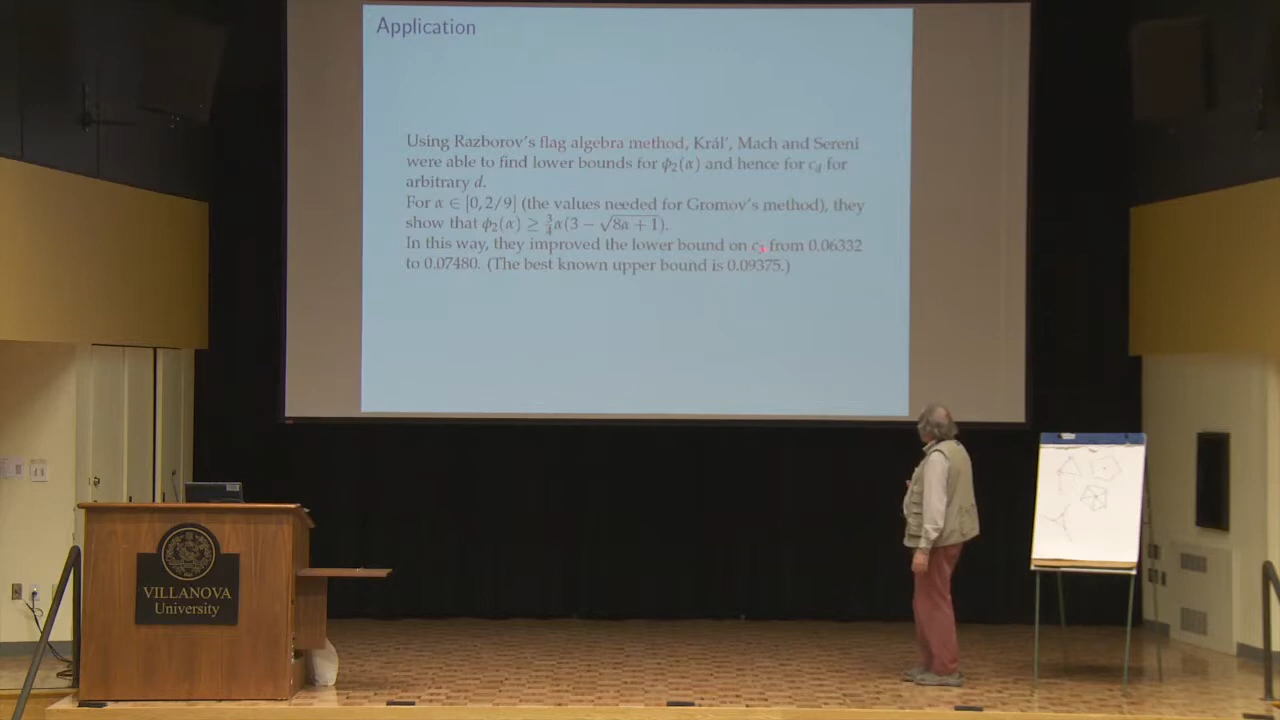 Application
Using Razborov's flag algebra method, Král', Mach and Sereni
were able to find lower bounds for ϕ₂(α) and hence for c_d for
arbitrary d.
For α ∈ [0, 2/9] (the values needed for Gromov's method), they
show that ϕ₂(α) ≥ ¾α(3 − √(8α + 1)).
In this way, they improved the lower bound on c₃ from 0.06332
to 0.07480. (The best known upper bound is 0.09375.)
VILLANOVA
University